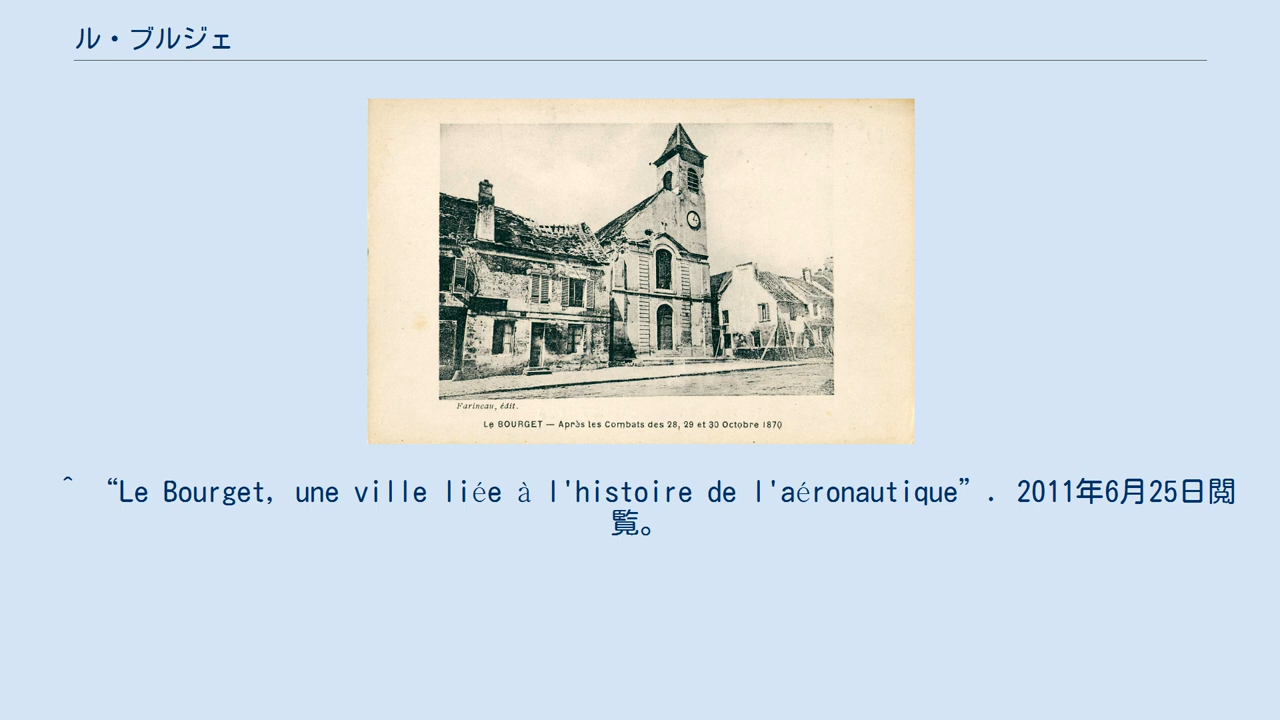 ル・ブルジェ
Farineau, édit.
Le BOURGET — Après les Combats des 28, 29 et 30 Octobre 1870
^ “Le Bourget, une ville liée à l'histoire de l'aéronautique”. 2011年6月25日閲
覧。